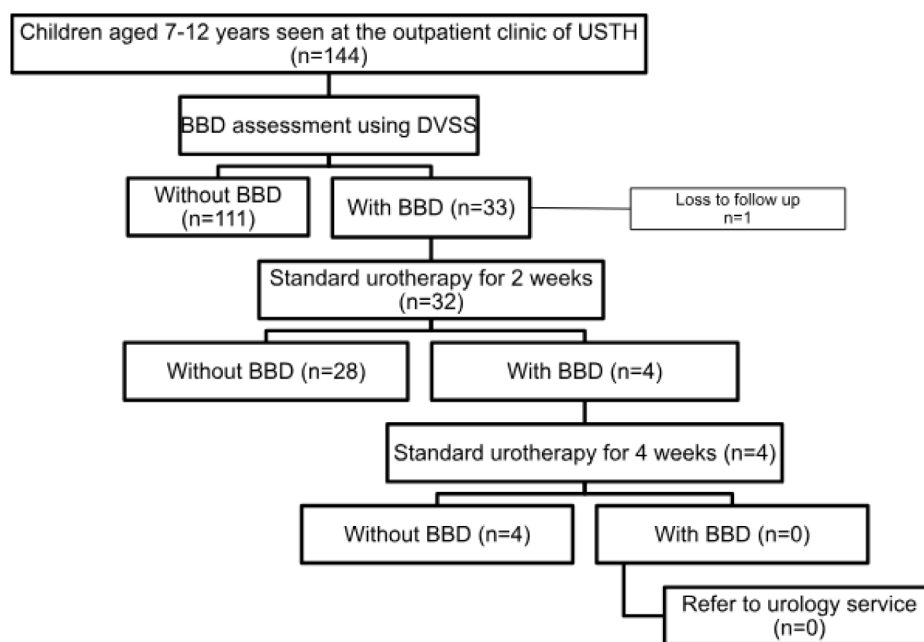 Children aged 7-12 years seen at the outpatient clinic of USTH
(n=144)
BBD assessment using DVSS
Without BBD
(n=111)
With BBD (n=33)
Loss to follow up
n=1
Standard urotherapy for 2 weeks
(n=32)
Without BBD (n=28)
With BBD (n=4)
Standard urotherapy for 4 weeks (n=4)
Without BBD (n=4)
With BBD (n=0)
Refer to urology service
(n=0)